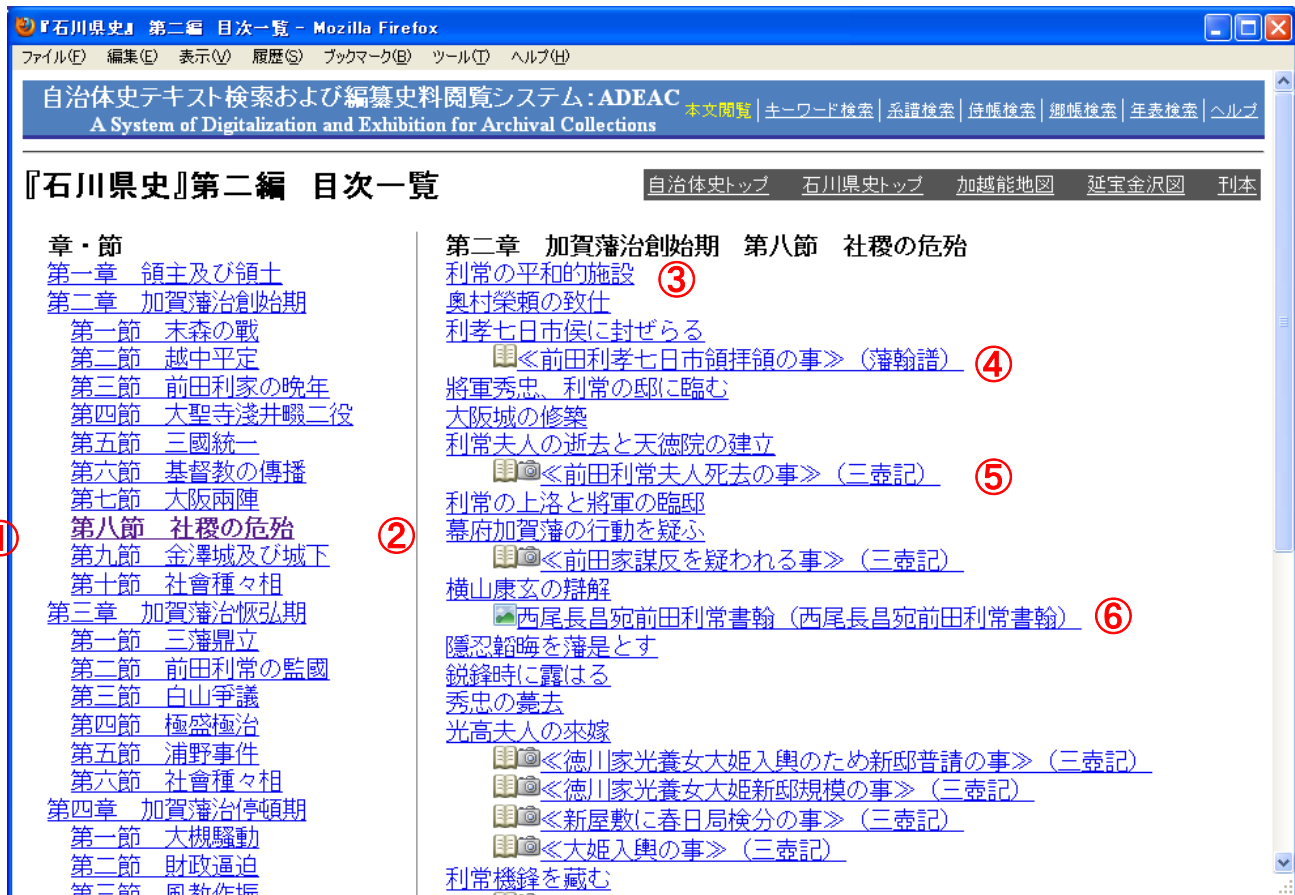 『石川県史』 第二編 目次一覧 - Mozilla Firefox
ファイル(F) 編集(E) 表示(V) 履歴(S) ブックマーク(B) ツール(T) ヘルプ(H)
自治体史テキスト検索および編纂史料閲覧システム：ADEAC
A System of Digitalization and Exhibition for Archival Collections
本文閲覧 | キーワード検索 | 系譜検索 | 侍帳検索 | 郷帳検索 | 年表検索 | ヘルプ
『石川県史』第二編 目次一覧
自治体史トップ 石川県史トップ 加越能地図 延宝金沢図 刊本
章・節
第一章 領主及び領土
第二章 加賀藩治創始期
第一節 末森の戰
第二節 越中平定
第三節 前田利家の晩年
第四節 大聖寺淺井畷二役
第五節 三國統一
第六節 基督教の傳播
第七節 大阪兩陣
①
第八節 社稷の危殆
②
第九節 金澤城及び城下
第十節 社會種々相
第三章 加賀藩治恢弘期
第一節 三藩鼎立
第二節 前田利常の監國
第三節 白山爭議
第四節 極盛極治
第五節 浦野事件
第六節 社會種々相
第四章 加賀藩治停頓期
第一節 大槻騷動
第二節 財政逼迫
第三節 風敎作振
第二章 加賀藩治創始期 第八節 社稷の危殆
利常の平和的施設
③
奧村榮頼の致仕
利孝七日市侯に封ぜらる
≪前田利孝七日市領拝領の事≫（藩翰譜）
④
將軍秀忠、利常の邸に臨む
大阪城の修築
利常夫人の逝去と天徳院の建立
≪前田利常夫人死去の事≫（三壺記）
⑤
利常の上洛と將軍の臨邸
幕府加賀藩の行動を疑ふ
≪前田家謀反を疑われる事≫（三壺記）
横山康玄の辯解
西尾長昌宛前田利常書翰（西尾長昌宛前田利常書翰）
⑥
隱忍韜晦を藩是とす
鋭鋒時に露はる
秀忠の薨去
光高夫人の來嫁
≪徳川家光養女大姫入輿のため新邸普請の事≫（三壺記）
≪徳川家光養女大姫新邸規模の事≫（三壺記）
≪新屋敷に春日局検分の事≫（三壺記）
≪大姫入輿の事≫（三壺記）
利常機鋒を藏む